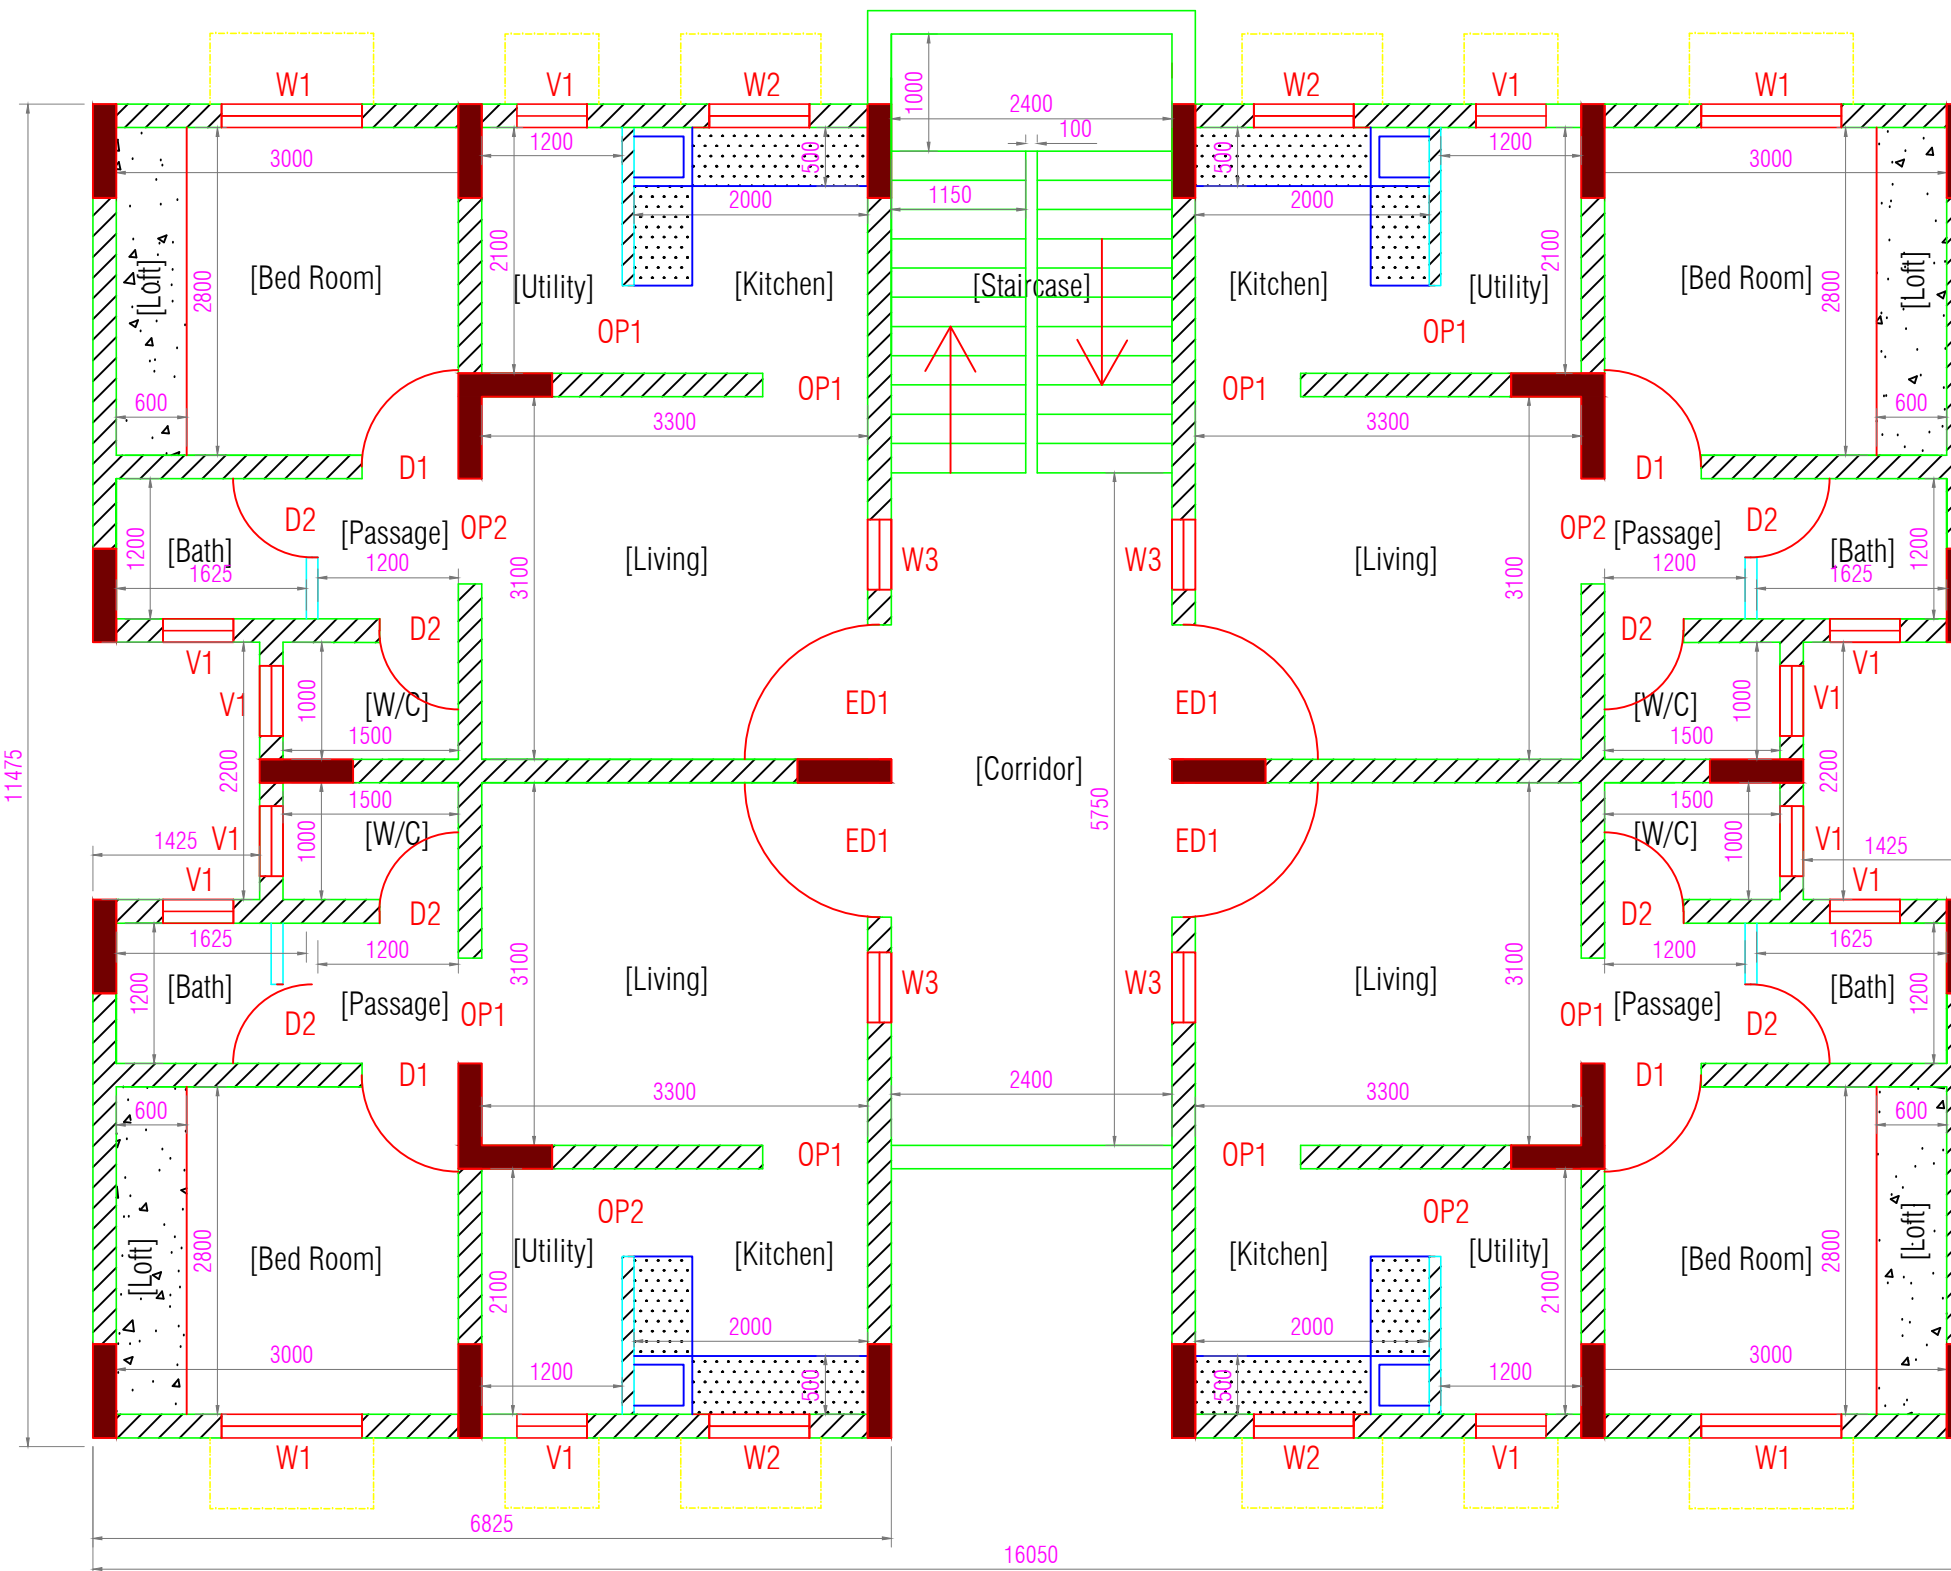 W1 V1 W2 W2 V1 W1
1000 2400 100
3000 1200 500 2000 1150 500 2000 1200 3000
[Loft] 2800 [Bed Room] 2100 [Utility] [Kitchen] [Staircase] [Kitchen] [Utility] 2100 [Bed Room] 2800 [Loft]
OP1 OP1
600 OP1 OP1 600
3300 3300
D1 D1
1200 [Bath] D2 [Passage] OP2 [Living] W3 W3 [Living] OP2 [Passage] D2 [Bath] 1200
1625 1200 3100 3100 1200 1625
D2 D2
V1 V1
V1 1000 [W/C] ED1 ED1 [W/C] 1000 V1
1500 1500
11475 2200 [Corridor] 5750 2200
1500 1500
1425 V1 1000 [W/C] ED1 ED1 [W/C] 1000 V1 1425
V1 V1
D2 D2
1625 1200 1200 1625
1200 [Bath] [Passage] 3100 [Living] W3 W3 [Living] 3100 [Passage] [Bath] 1200
D2 OP1 OP1 D2
D1 D1
600 3300 2400 3300 600
OP1 OP1
OP2 OP2
[Loft] 2800 [Bed Room] 2100 [Utility] [Kitchen] [Kitchen] [Utility] 2100 [Bed Room] 2800 [Loft]
3000 1200 2000 500 500 2000 1200 3000
W1 V1 W2 W2 V1 W1
6825
16050